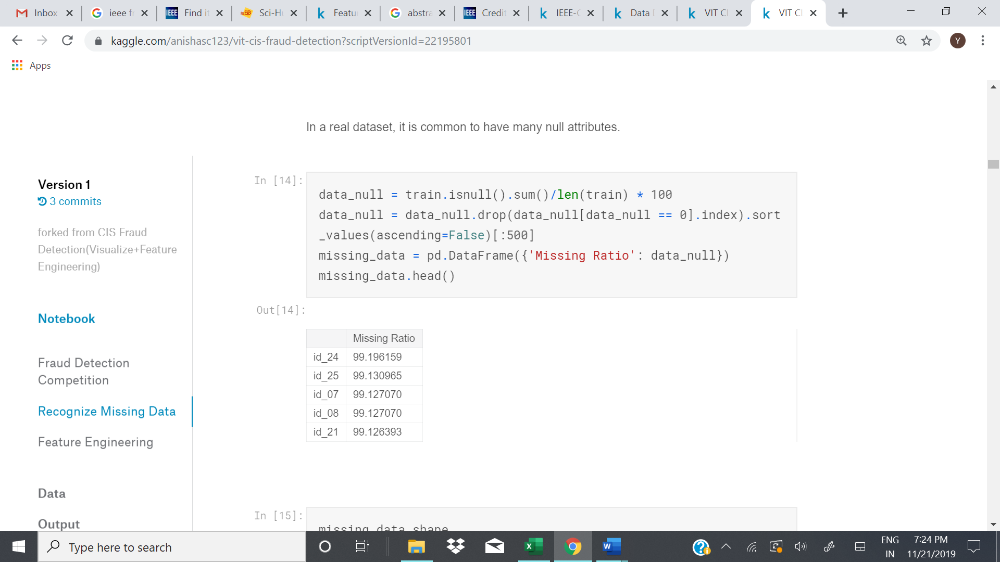 Inbox
ieee f
Find i
Sci-H
Featu
abstra
Credit
IEEE-C
Data
VIT C
VIT C
kaggle.com/anishasc123/vit-cis-fraud-detection?scriptVersionId=22195801
Y
Apps
In a real dataset, it is common to have many null attributes.
Version 1
3 commits
forked from CIS Fraud
Detection(Visualize+Feature
Engineering)
Notebook
Fraud Detection
Competition
Recognize Missing Data
Feature Engineering
Data
Output
In [14]:
data_null = train.isnull().sum()/len(train) * 100
data_null = data_null.drop(data_null[data_null == 0].index).sort
_values(ascending=False)[:500]
missing_data = pd.DataFrame({'Missing Ratio': data_null})
missing_data.head()
Out[14]:
Missing Ratio
id_24 99.196159
id_25 99.130965
id_07 99.127070
id_08 99.127070
id_21 99.126393
In [15]:
missing_data.shape
Type here to search
ENG
IN
7:24 PM
11/21/2019